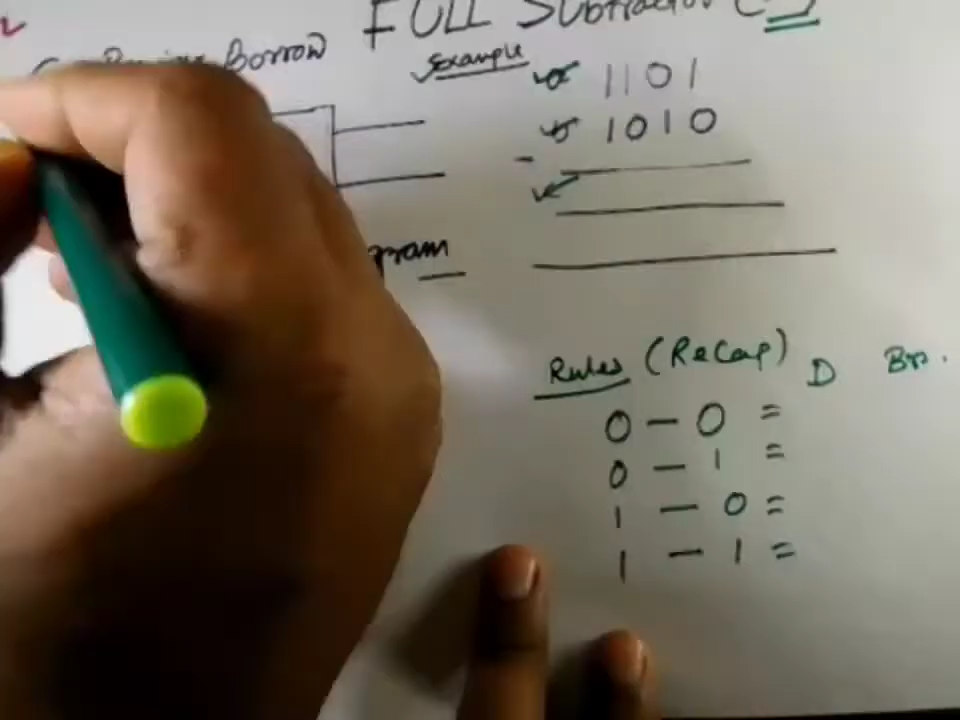 FULL Subtractor (
Borrow
Example
a 1101
b 1010
-
gram
Rules (Recap) D Br.
0 - 0 =
0 - 1 =
1 - 0 =
1 - 1 =